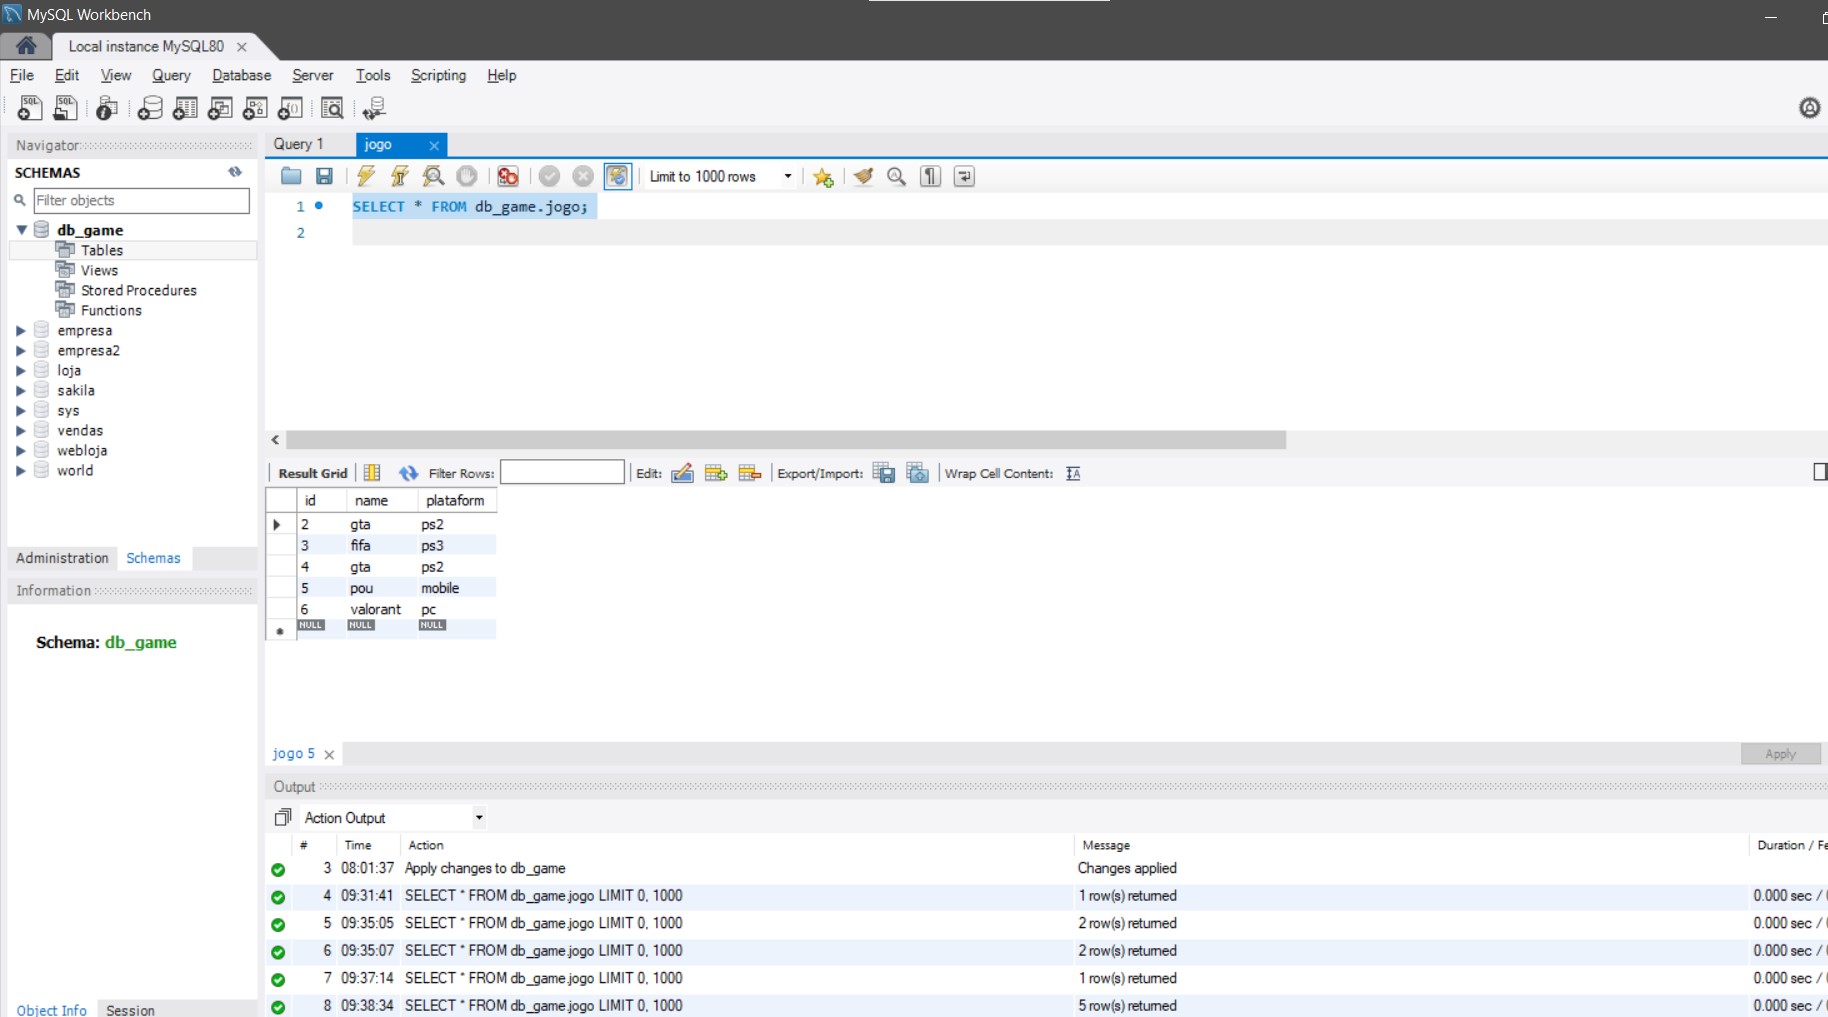 MySQL Workbench
Local instance MySQL80
File Edit View Query Database Server Tools Scripting Help
Navigator
SCHEMAS
Filter objects
db_game
Tables
Views
Stored Procedures
Functions
empresa
empresa2
loja
sakila
sys
vendas
webloja
world
Administration Schemas
Information
Schema: db_game
Object Info Session
Query 1 jogo
Limit to 1000 rows
1 SELECT * FROM db_game.jogo;
2
Result Grid Filter Rows: Edit: Export/Import: Wrap Cell Content:
id name plataform
2 gta ps2
3 fifa ps3
4 gta ps2
5 pou mobile
6 valorant pc
NULL NULL NULL
jogo 5 Apply
Output
Action Output
# Time Action Message Duration / Fe
3 08:01:37 Apply changes to db_game Changes applied
4 09:31:41 SELECT * FROM db_game.jogo LIMIT 0, 1000 1 row(s) returned 0.000 sec /
5 09:35:05 SELECT * FROM db_game.jogo LIMIT 0, 1000 2 row(s) returned 0.000 sec /
6 09:35:07 SELECT * FROM db_game.jogo LIMIT 0, 1000 2 row(s) returned 0.000 sec /
7 09:37:14 SELECT * FROM db_game.jogo LIMIT 0, 1000 1 row(s) returned 0.000 sec /
8 09:38:34 SELECT * FROM db_game.jogo LIMIT 0, 1000 5 row(s) returned 0.000 sec /